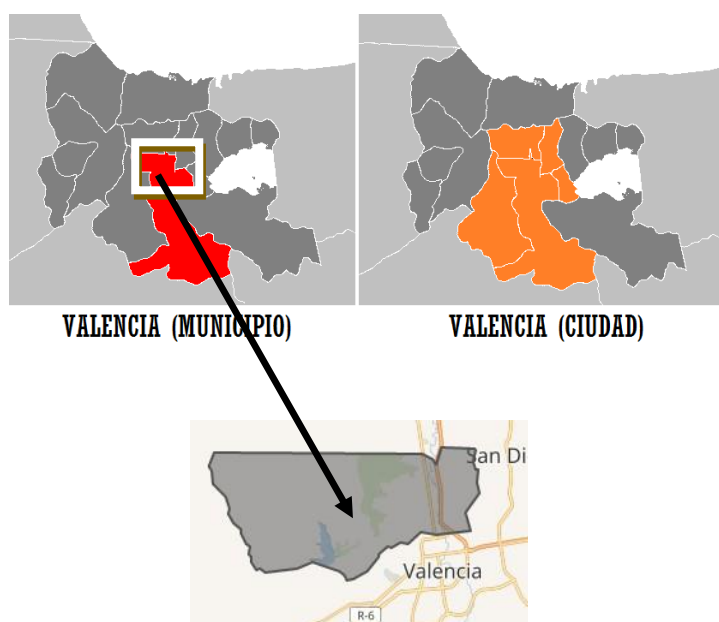 VALENCIA (MUNICIPIO)
VALENCIA (CIUDAD)
San Di
Valencia
R-6